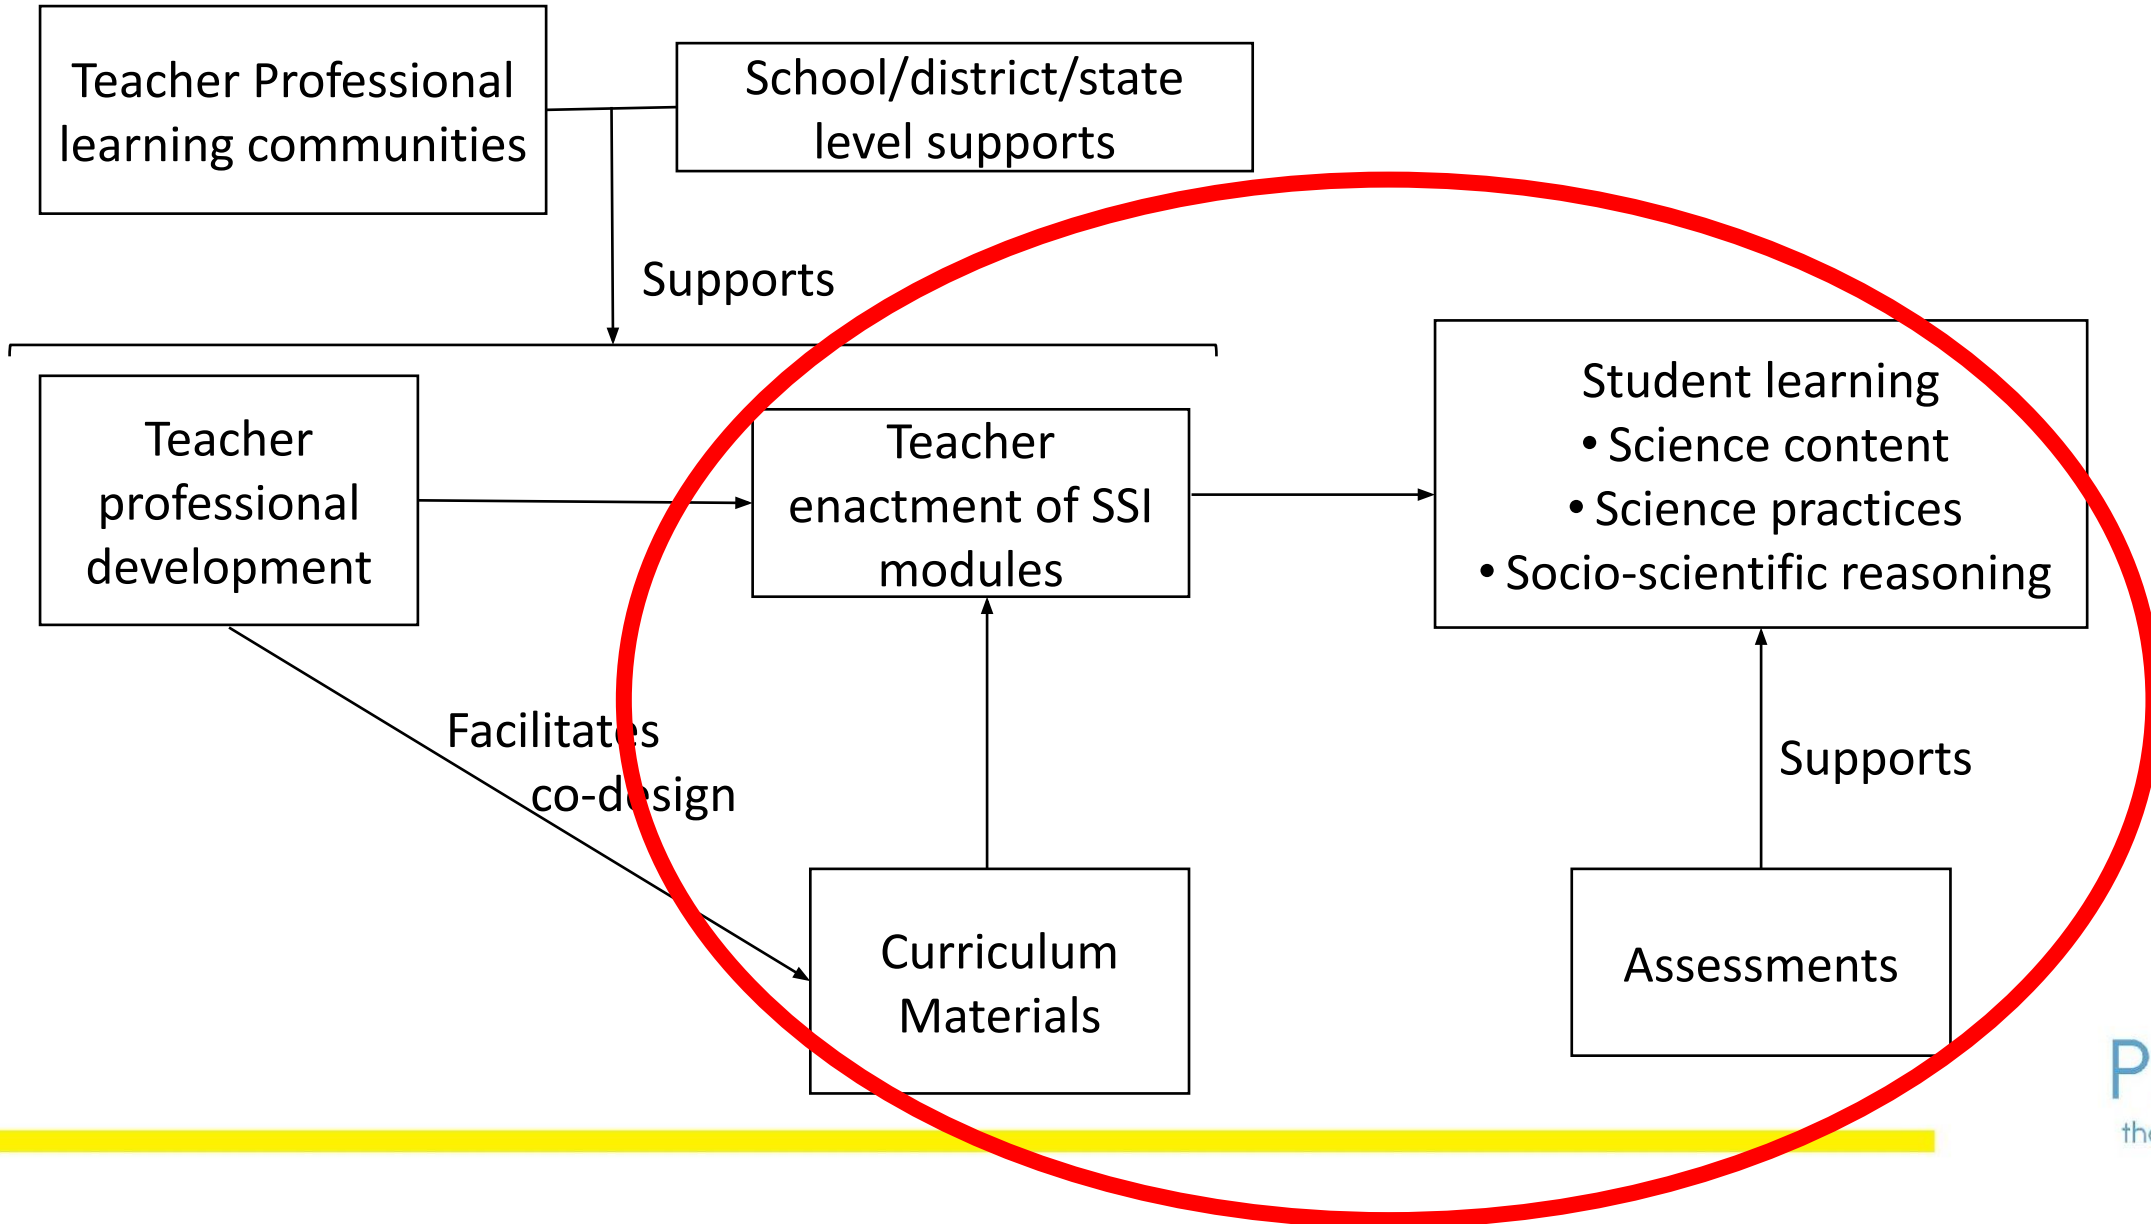 Teacher Professional
learning communities
School/district/state
level supports
Supports
Teacher
professional
development
Teacher
enactment of SSI
modules
Student learning
• Science content
• Science practices
• Socio-scientific reasoning
Facilitates
co-design
Supports
Curriculum
Materials
Assessments